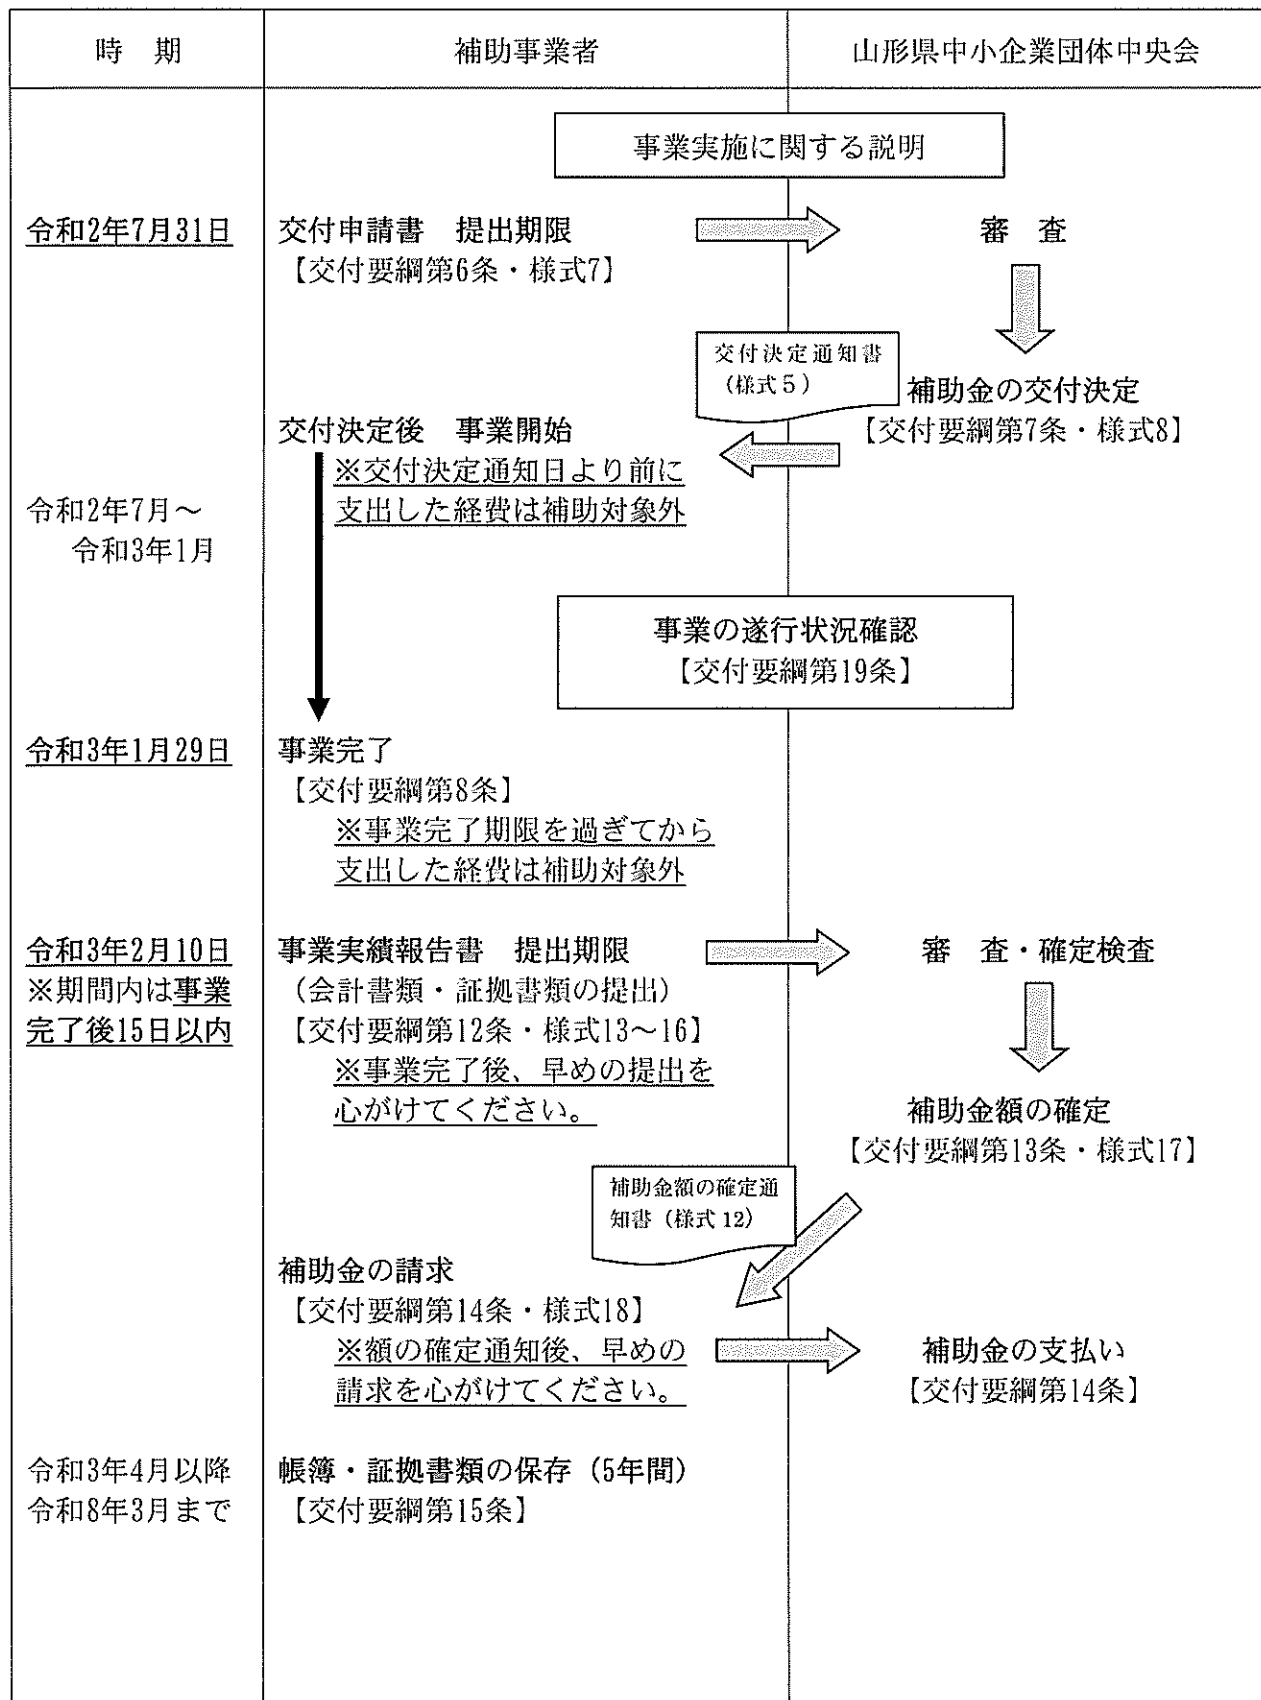 時　期
補助事業者
山形県中小企業団体中央会
事業実施に関する説明
令和2年7月31日
交付申請書　提出期限
【交付要綱第6条・様式7】
審　査
交付決定通知書
（様式５）
補助金の交付決定
【交付要綱第7条・様式8】
交付決定後　事業開始
※交付決定通知日より前に
支出した経費は補助対象外
令和2年7月～
令和3年1月
事業の遂行状況確認
【交付要綱第19条】
令和3年1月29日
事業完了
【交付要綱第8条】
※事業完了期限を過ぎてから
支出した経費は補助対象外
令和3年2月10日
※期間内は事業
完了後15日以内
事業実績報告書　提出期限
（会計書類・証拠書類の提出）
【交付要綱第12条・様式13～16】
※事業完了後、早めの提出を
心がけてください。
審　査・確定検査
補助金額の確定
【交付要綱第13条・様式17】
補助金額の確定通
知書（様式 12）
補助金の請求
【交付要綱第14条・様式18】
※額の確定通知後、早めの
請求を心がけてください。
補助金の支払い
【交付要綱第14条】
令和3年4月以降
令和8年3月まで
帳簿・証拠書類の保存（5年間）
【交付要綱第15条】